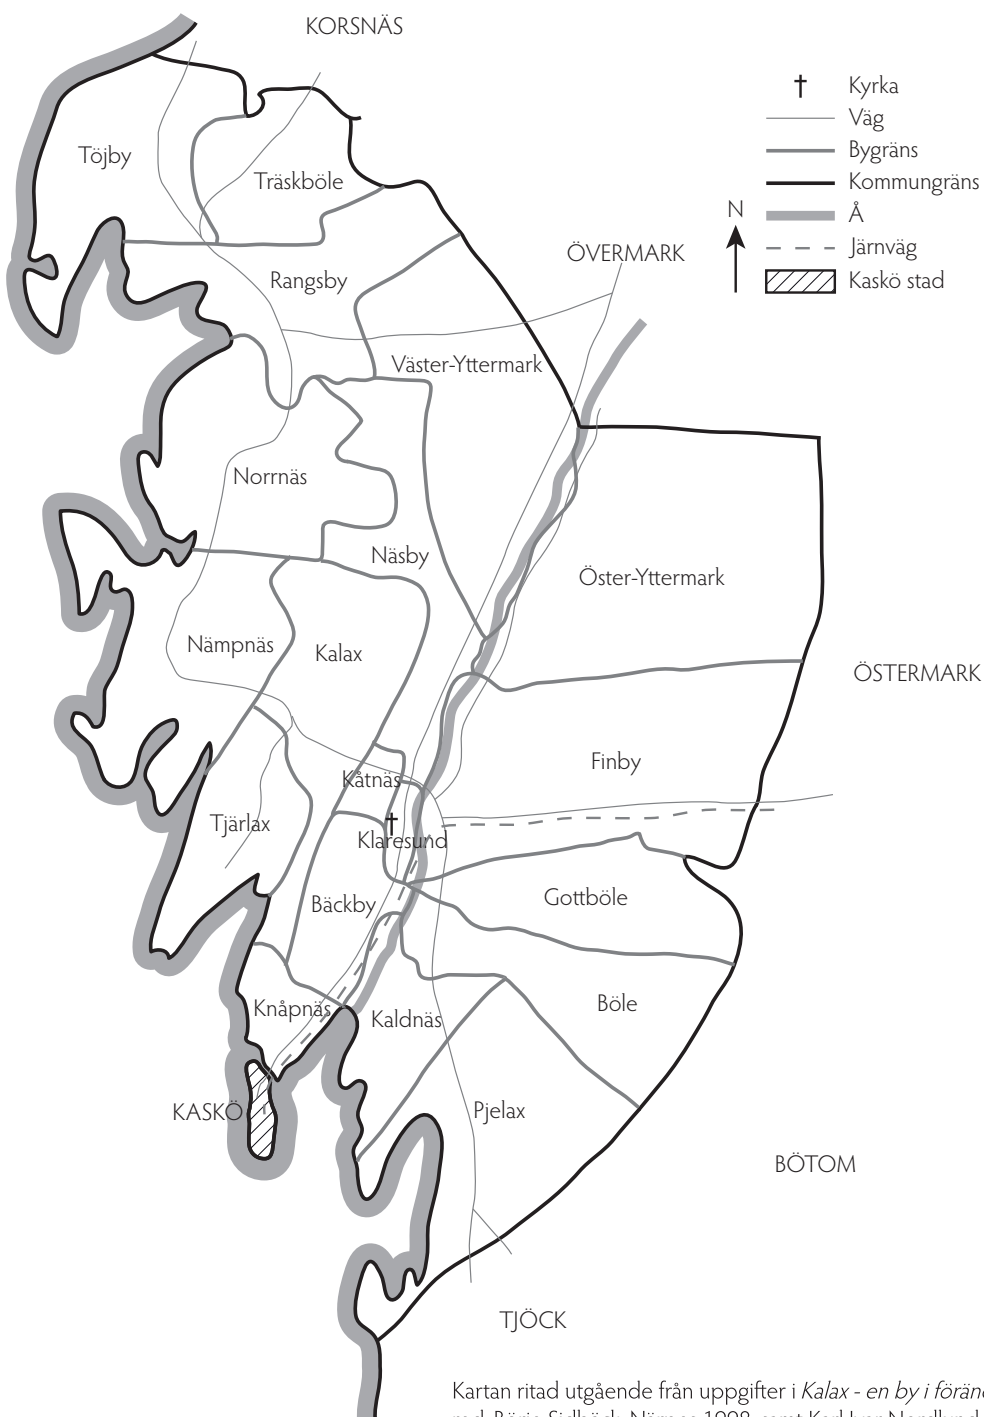 KORSNÄS
Kyrka
Väg
Bygräns
Kommungräns
Å
Järnväg
Kaskö stad
N
Töjby
Träskböle
ÖVERMARK
Rangsby
Väster-Yttermark
Norrnäs
Näsby
Öster-Yttermark
Nämpnäs
Kalax
ÖSTERMARK
Finby
Kåtnäs
Tjärlax
Klaresund
Gottböle
Bäckby
Böle
Knåpnäs
Kaldnäs
KASKÖ
Pjelax
BÖTOM
TJÖCK
Kartan ritad utgående från uppgifter i Kalax - en by i